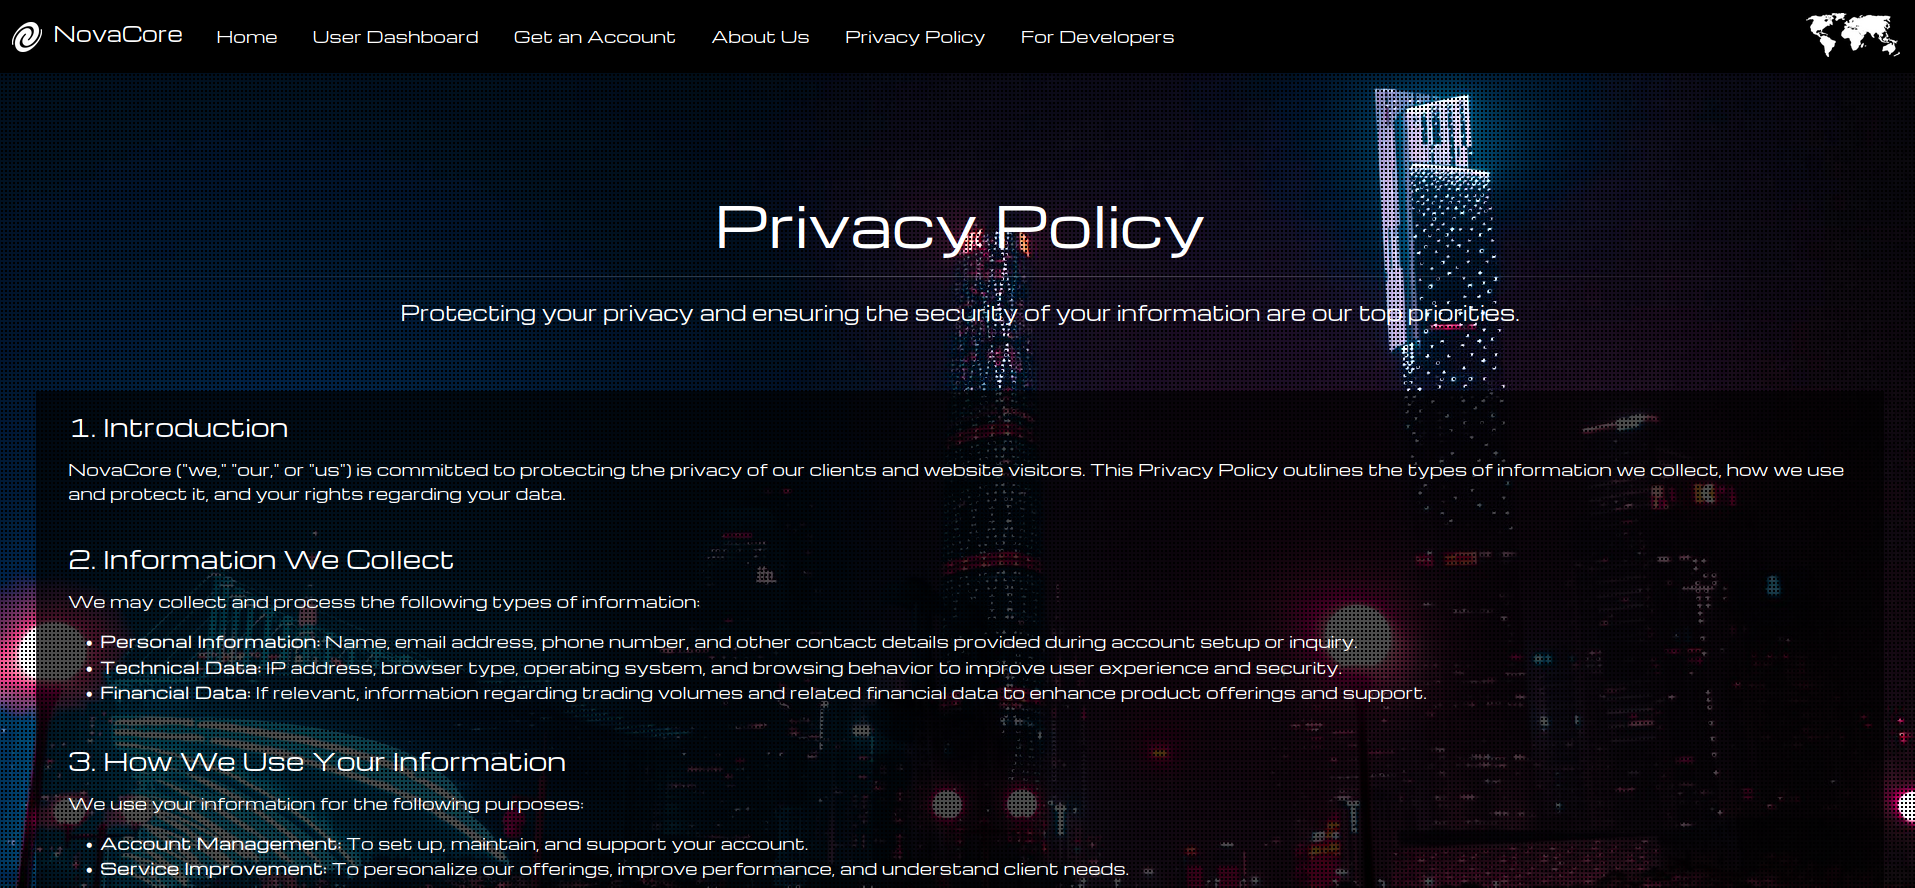 NovaCore Home User Dashboard Get an Account About Us Privacy Policy For Developers
Privacy Policy
Protecting your privacy and ensuring the security of your information are our top priorities.
1. Introduction
NovaCore ("we," "our," or "us") is committed to protecting the privacy of our clients and website visitors. This Privacy Policy outlines the types of information we collect, how we use
and protect it, and your rights regarding your data.
2. Information We Collect
We may collect and process the following types of information:
• Personal Information: Name, email address, phone number, and other contact details provided during account setup or inquiry.
• Technical Data: IP address, browser type, operating system, and browsing behavior to improve user experience and security.
• Financial Data: If relevant, information regarding trading volumes and related financial data to enhance product offerings and support.
3. How We Use Your Information
We use your information for the following purposes:
• Account Management: To set up, maintain, and support your account.
• Service Improvement: To personalize our offerings, improve performance, and understand client needs.